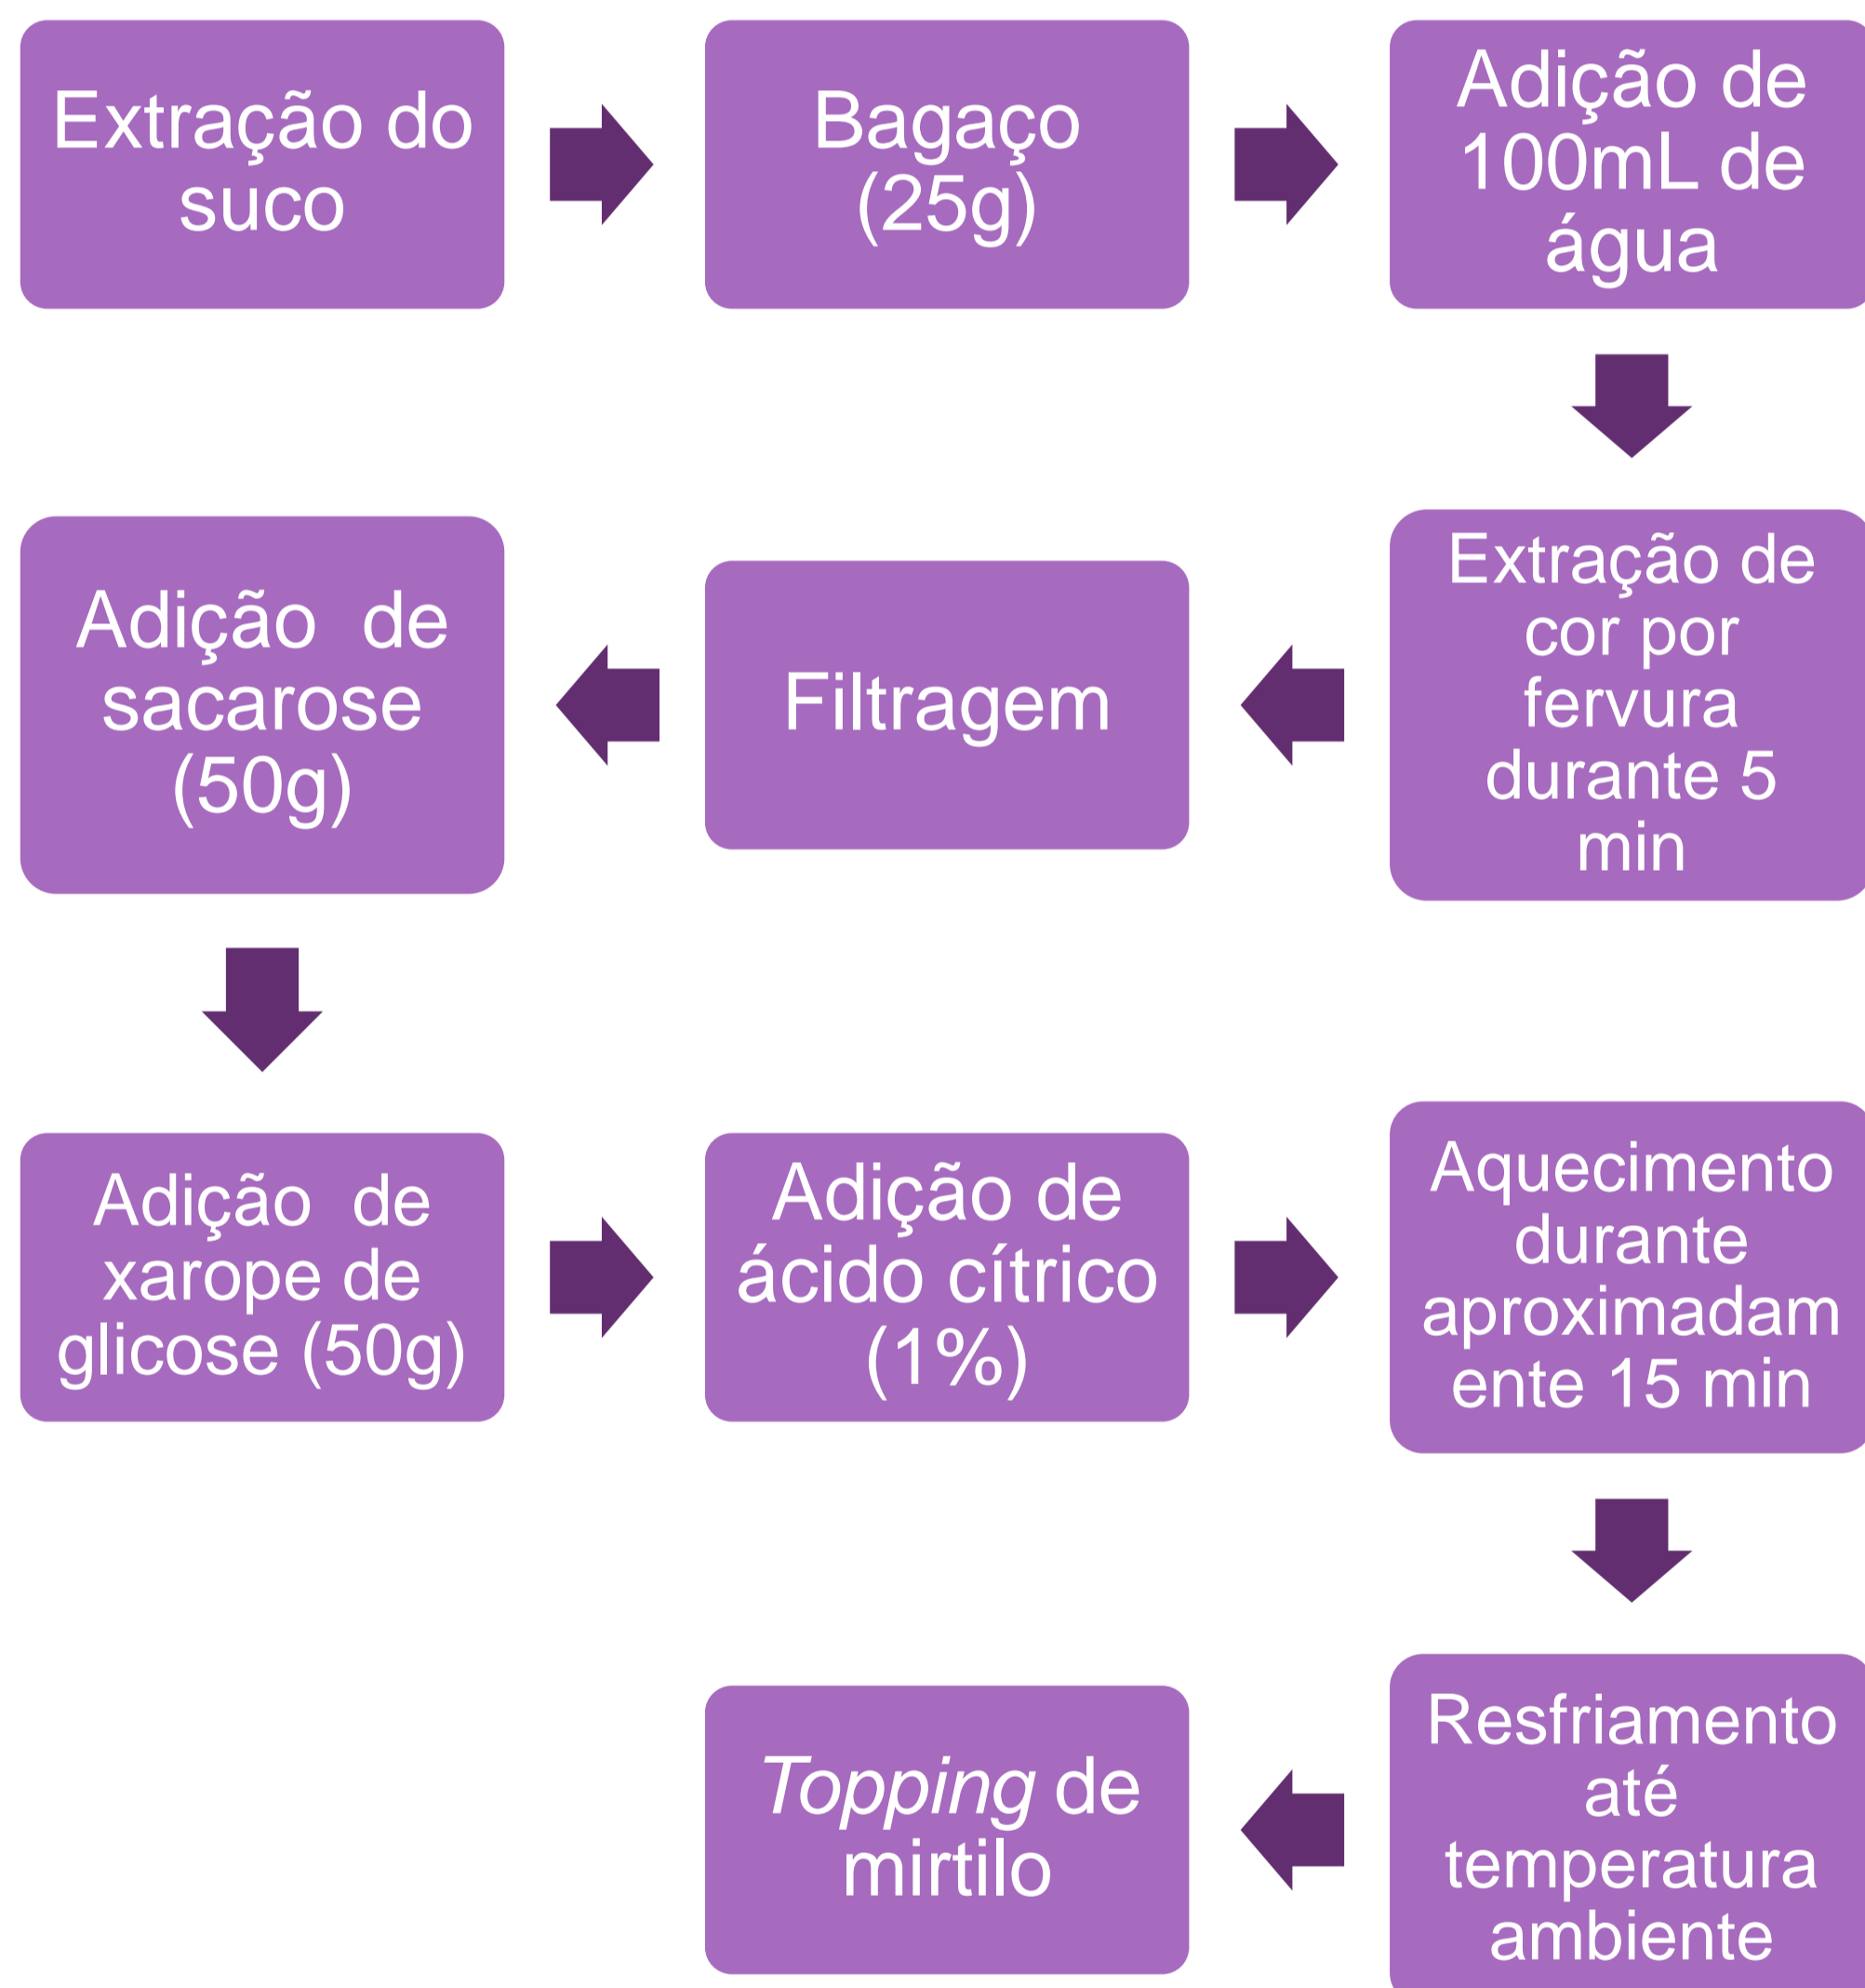 Extração do
suco
Bagaço
(25g)
Adição de
100mL de
água
Extração de
cor por
fervura
durante 5
min
Filtragem
Adição de
sacarose
(50g)
Adição de
xarope de
glicose (50g)
Adição de
ácido cítrico
(1%)
Aquecimento
durante
aproximadam
ente 15 min
Resfriamento
até
temperatura
ambiente
Topping de
mirtilo